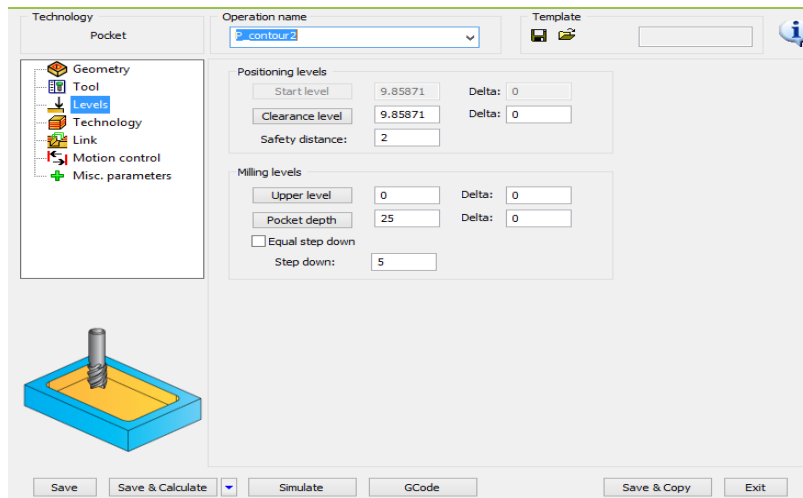 Technology
Operation name
Template
Pocket
P_contour2
Geometry
Tool
Levels
Technology
Link
Motion control
Misc. parameters
Positioning levels
Start level 9.85871 Delta: 0
Clearance level 9.85871 Delta: 0
Safety distance: 2
Milling levels
Upper level 0 Delta: 0
Pocket depth 25 Delta: 0
Equal step down
Step down: 5
Save Save & Calculate Simulate GCode Save & Copy Exit